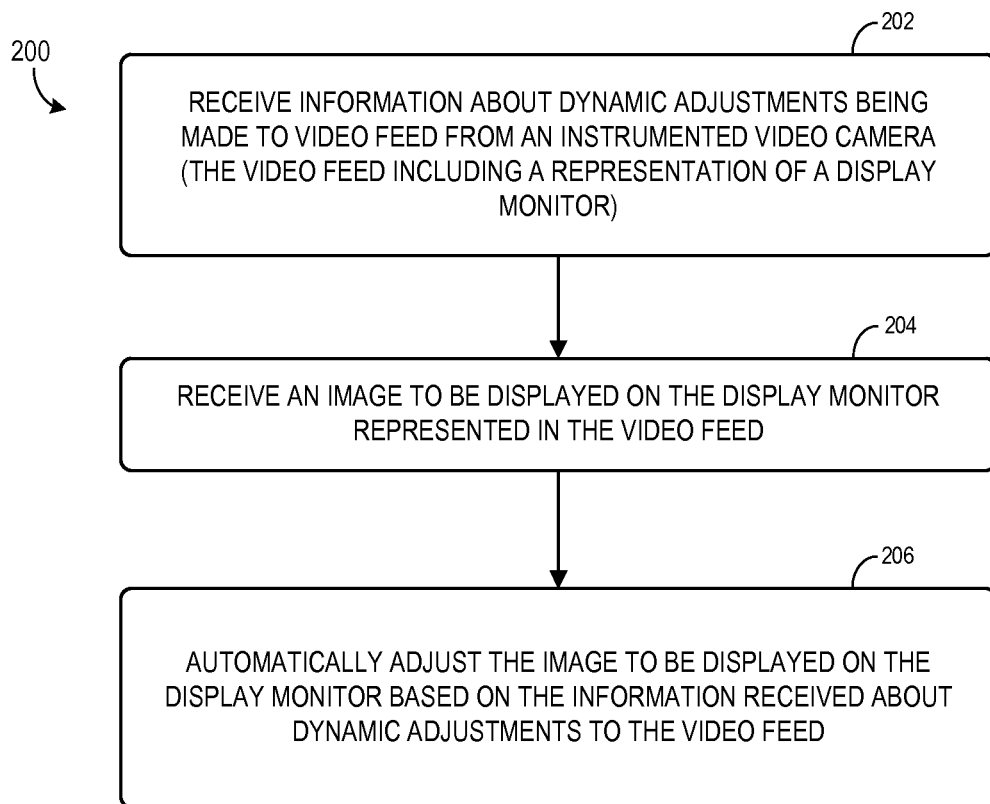 200
202
RECEIVE INFORMATION ABOUT DYNAMIC ADJUSTMENTS BEING
MADE TO VIDEO FEED FROM AN INSTRUMENTED VIDEO CAMERA
(THE VIDEO FEED INCLUDING A REPRESENTATION OF A DISPLAY
MONITOR)
204
RECEIVE AN IMAGE TO BE DISPLAYED ON THE DISPLAY MONITOR
REPRESENTED IN THE VIDEO FEED
206
AUTOMATICALLY ADJUST THE IMAGE TO BE DISPLAYED ON THE
DISPLAY MONITOR BASED ON THE INFORMATION RECEIVED ABOUT
DYNAMIC ADJUSTMENTS TO THE VIDEO FEED